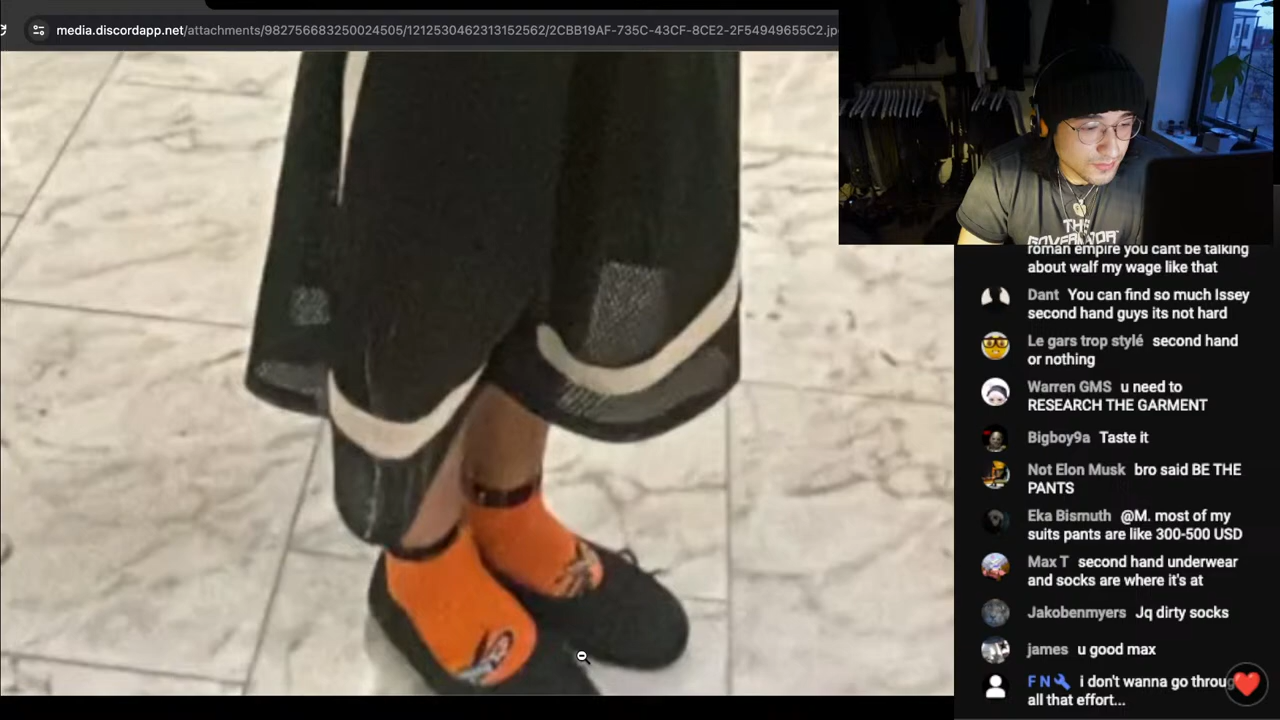 media.discordapp.net/attachments/982756683250024505/1212530462313152562/2CBB19AF-735C-43CF-8CE2-2F54949655C2.jp
THE
GOVERNATOR
roman empire you cant be talking
about walf my wage like that
Dant You can find so much Issey
second hand guys its not hard
Le gars trop stylé second hand
or nothing
Warren GMS u need to
RESEARCH THE GARMENT
Bigboy9a Taste it
Not Elon Musk bro said BE THE
PANTS
Eka Bismuth @M. most of my
suits pants are like 300-500 USD
Max T second hand underwear
and socks are where it's at
Jakobenmyers Jq dirty socks
james u good max
F N i don't wanna go throu
all that effort...